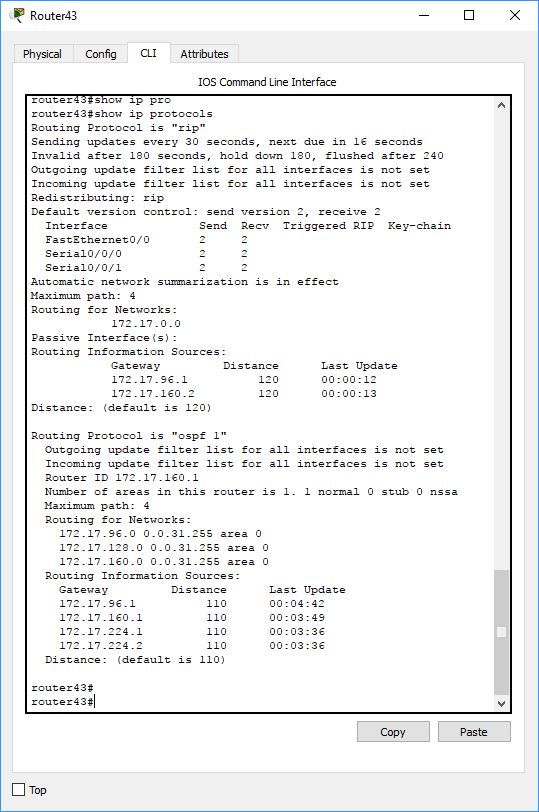 Router43
Physical Config CLI Attributes
IOS Command Line Interface
router43#show ip pro
router43#show ip protocols
Routing Protocol is "rip"
Sending updates every 30 seconds, next due in 16 seconds
Invalid after 180 seconds, hold down 180, flushed after 240
Outgoing update filter list for all interfaces is not set
Incoming update filter list for all interfaces is not set
Redistributing: rip
Default version control: send version 2, receive 2
Interface Send Recv Triggered RIP Key-chain
FastEthernet0/0 2 2
Serial0/0/0 2 2
Serial0/0/1 2 2
Automatic network summarization is in effect
Maximum path: 4
Routing for Networks:
172.17.0.0
Passive Interface(s):
Routing Information Sources:
Gateway Distance Last Update
172.17.96.1 120 00:00:12
172.17.160.2 120 00:00:13
Distance: (default is 120)
Routing Protocol is "ospf 1"
Outgoing update filter list for all interfaces is not set
Incoming update filter list for all interfaces is not set
Router ID 172.17.160.1
Number of areas in this router is 1. 1 normal 0 stub 0 nssa
Maximum path: 4
Routing for Networks:
172.17.96.0 0.0.31.255 area 0
172.17.128.0 0.0.31.255 area 0
172.17.160.0 0.0.31.255 area 0
Routing Information Sources:
Gateway Distance Last Update
172.17.96.1 110 00:04:42
172.17.160.1 110 00:03:49
172.17.224.1 110 00:03:36
172.17.224.2 110 00:03:36
Distance: (default is 110)
router43#
router43#
Copy Paste
Top